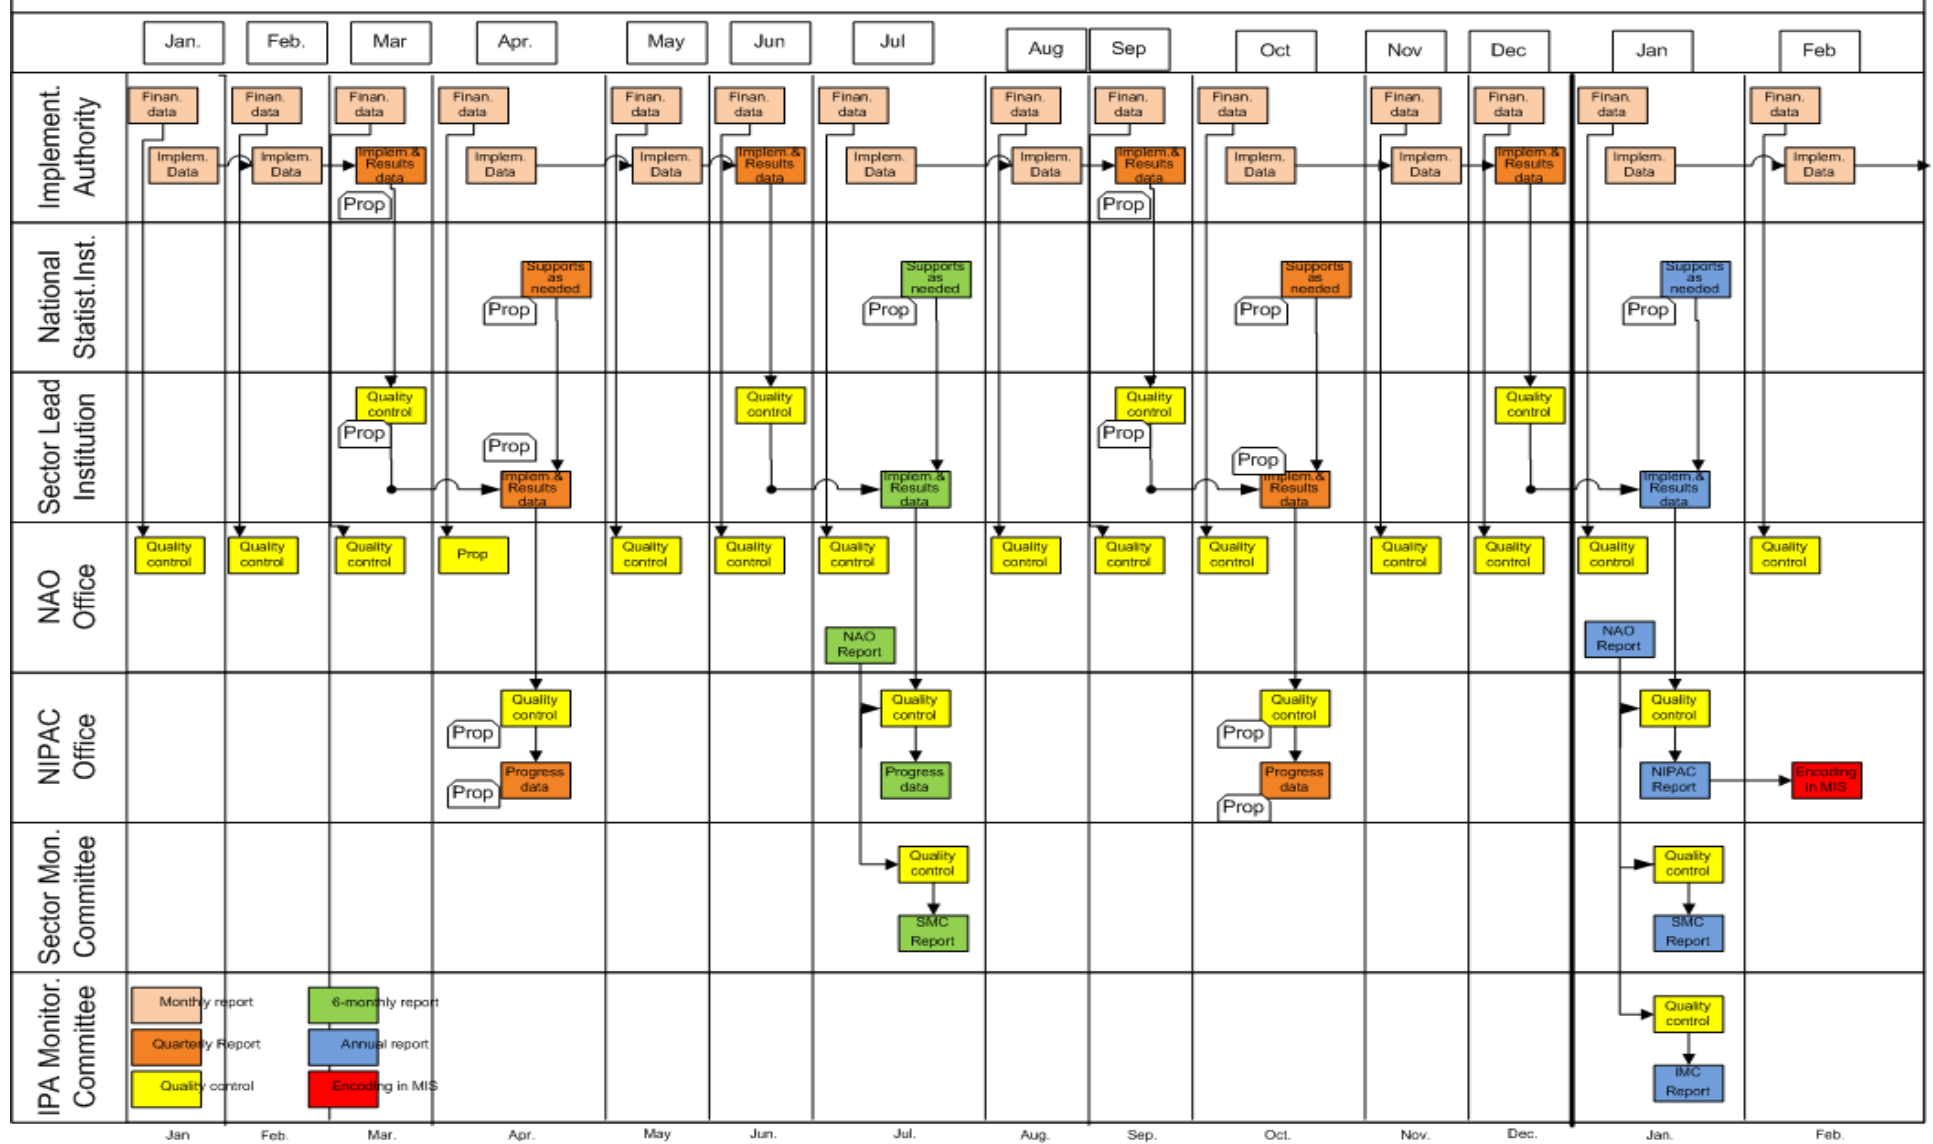 Jan.
Feb.
Mar
Apr.
May
Jun
Jul
Aug
Sep
Oct
Nov
Dec
Jan
Feb
Implement.
Authority
Finan.
data
Finan.
data
Finan.
data
Finan.
data
Finan.
data
Finan.
data
Finan.
data
Finan.
data
Finan.
data
Finan.
data
Finan.
data
Finan.
data
Finan.
data
Finan.
data
Implem.
Data
Implem.
Data
Implem.&
Results
data
Implem.
Data
Implem.
Data
Implem.&
Results
data
Implem.
Data
Implem.
Data
Implem.&
Results
data
Implem.
Data
Implem.
Data
Implem.&
Results
data
Implem.
Data
Implem.
Data
Prop
Prop
National
Statist.Inst.
Supports
as
needed
Supports
as
needed
Supports
as
needed
Supports
as
needed
Prop
Prop
Prop
Prop
Sector Lead
Institution
Quality
control
Quality
control
Quality
control
Quality
control
Prop
Prop
Prop
Prop
Implem.&
Results
data
Implem.&
Results
data
Implem.&
Results
data
Implem.&
Results
data
NAO
Office
Quality
control
Quality
control
Quality
control
Prop
Quality
control
Quality
control
Quality
control
Quality
control
Quality
control
Quality
control
Quality
control
Quality
control
Quality
control
Quality
control
NAO
Report
NAO
Report
NIPAC
Office
Quality
control
Quality
control
Quality
control
Quality
control
Prop
Prop
Progress
data
Progress
data
Progress
data
NIPAC
Report
Encoding
in MIS
Prop
Prop
Sector Mon.
Committee
Quality
control
Quality
control
SMC
Report
SMC
Report
IPA Monitor.
Committee
Monthly report
6-monthly report
Quarterly Report
Annual report
Quality control
Encoding in MIS
Quality
control
IMC
Report
Jan
Feb.
Mar.
Apr.
May
Jun.
Jul.
Aug.
Sep.
Oct.
Nov.
Dec.
Jan.
Feb.